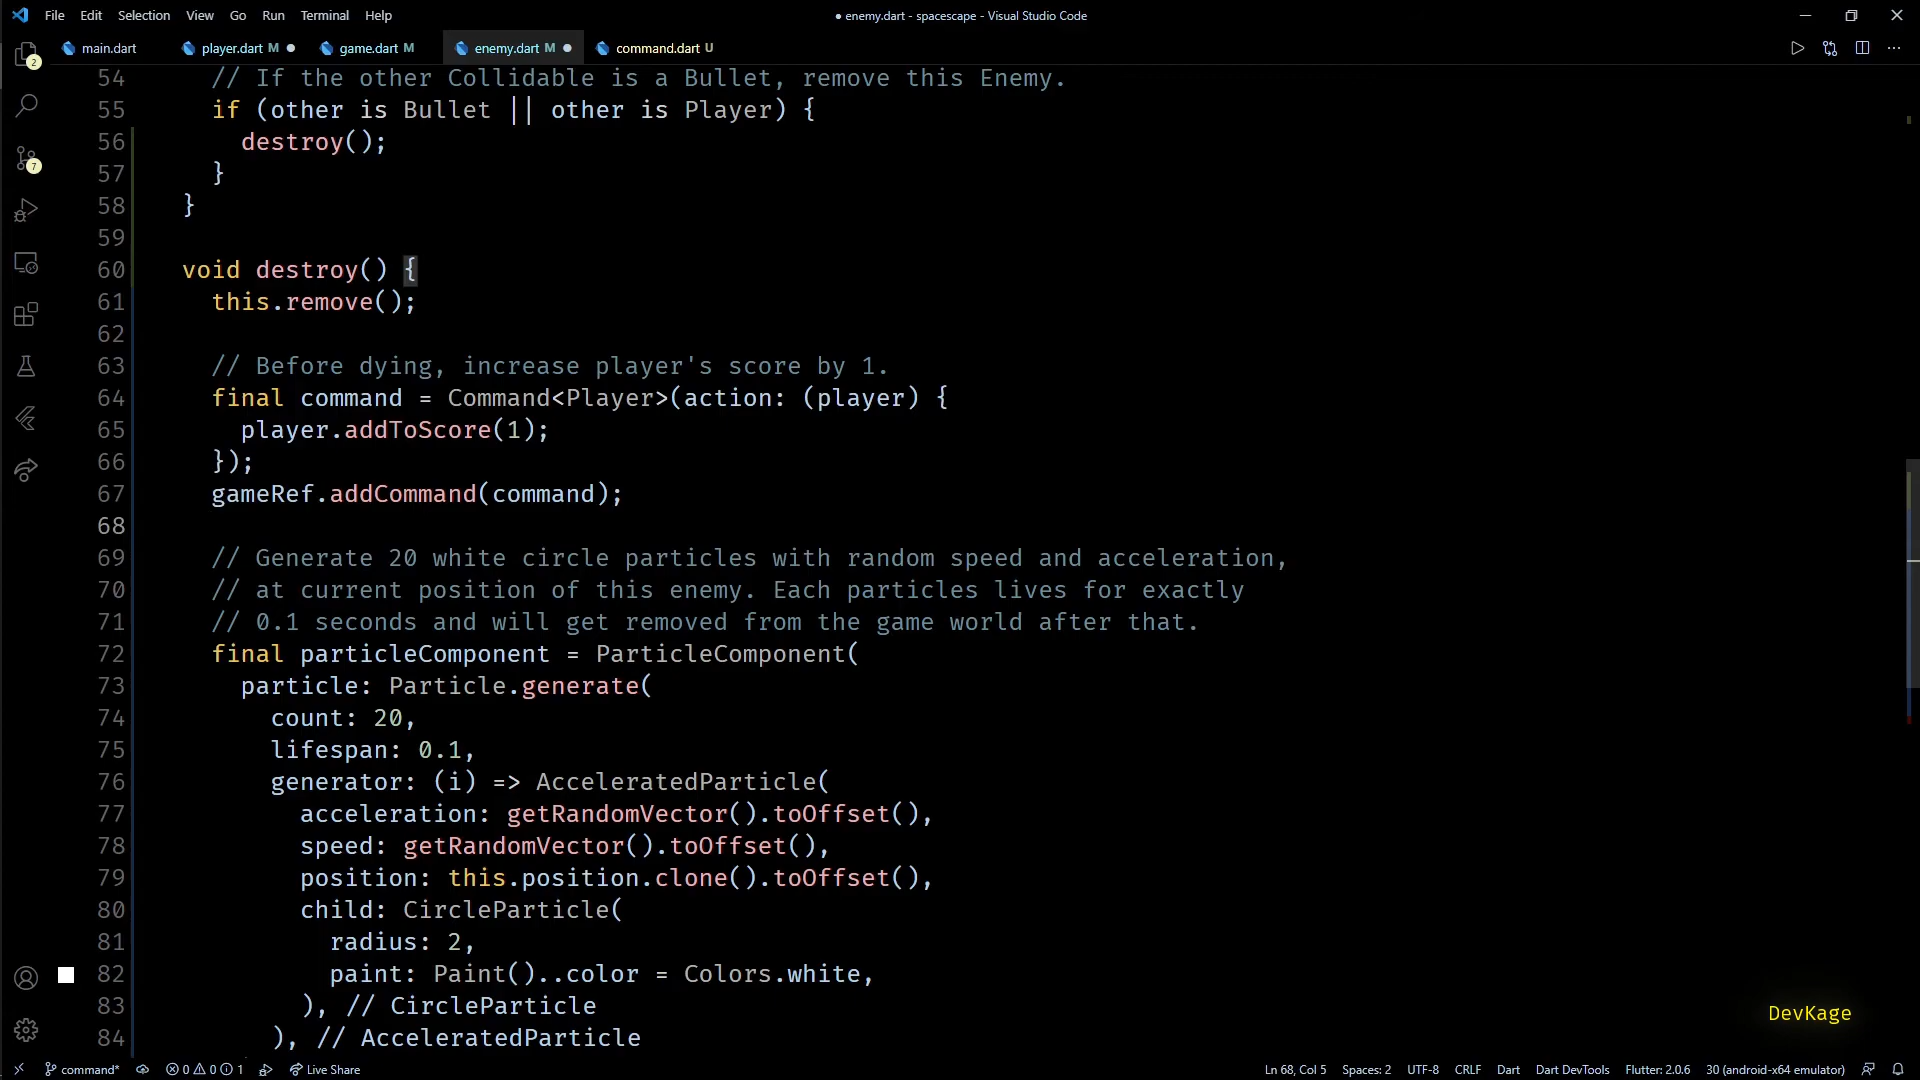 File Edit Selection View Go Run Terminal Help
● enemy.dart - spacescape - Visual Studio Code
main.dart player.dart M ● game.dart M enemy.dart M ● command.dart U
2
7
54 // If the other Collidable is a Bullet, remove this Enemy.
55 if (other is Bullet || other is Player) {
56 destroy();
57 }
58 }
59
60 void destroy() {
61 this.remove();
62
63 // Before dying, increase player's score by 1.
64 final command = Command<Player>(action: (player) {
65 player.addToScore(1);
66 });
67 gameRef.addCommand(command);
68
69 // Generate 20 white circle particles with random speed and acceleration,
70 // at current position of this enemy. Each particles lives for exactly
71 // 0.1 seconds and will get removed from the game world after that.
72 final particleComponent = ParticleComponent(
73 particle: Particle.generate(
74 count: 20,
75 lifespan: 0.1,
76 generator: (i) => AcceleratedParticle(
77 acceleration: getRandomVector().toOffset(),
78 speed: getRandomVector().toOffset(),
79 position: this.position.clone().toOffset(),
80 child: CircleParticle(
81 radius: 2,
82 paint: Paint()..color = Colors.white,
83 ), // CircleParticle
84 ), // AcceleratedParticle
DevKage
command* 0 0 1 Live Share Ln 68, Col 5 Spaces: 2 UTF-8 CRLF Dart Dart DevTools Flutter: 2.0.6 30 (android-x64 emulator)